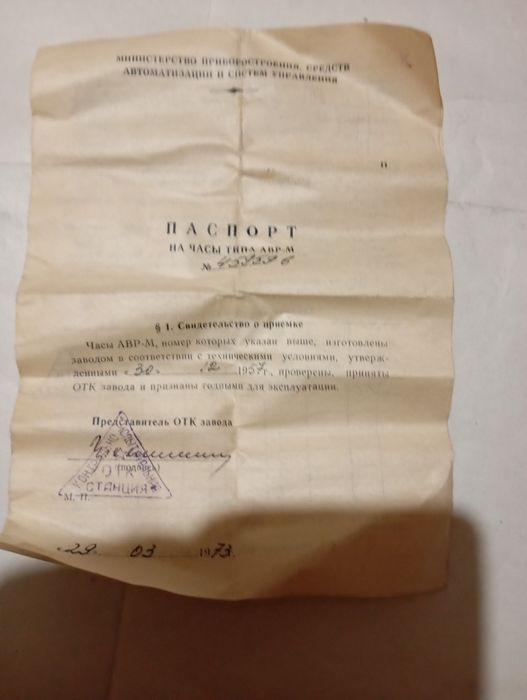 МИНИСТЕРСТВО ПРИБОРОСТРОЕНИЯ, СРЕДСТВ
АВТОМАТИЗАЦИИ И СИСТЕМ УПРАВЛЕНИЯ
ПАСПОРТ
НА ЧАСЫ ТИПА АВР-М
№
§ 1. Свидетельство о приемке
Часы АВР-М, номер которых указан выше, изготовлены
заводом в соответствии с техническими условиями, утверж-
денными «30» 12 1957г., проверены, приняты
ОТК завода и признаны годными для эксплуатации.
Представитель ОТК завода
(подпись)
ОТК
СТАНЦИЯ
М. П.
«29» 03 1973.